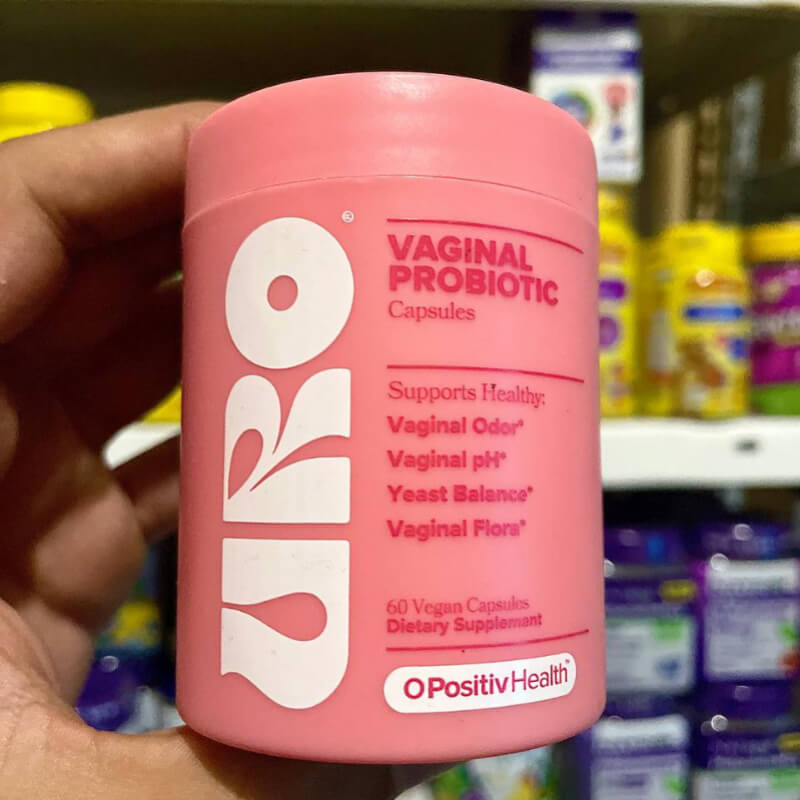 URO®
VAGINAL
PROBIOTIC
Capsules
Supports Healthy:
Vaginal Odor*
Vaginal pH*
Yeast Balance*
Vaginal Flora*
60 Vegan Capsules
Dietary Supplement
OPositivHealth™